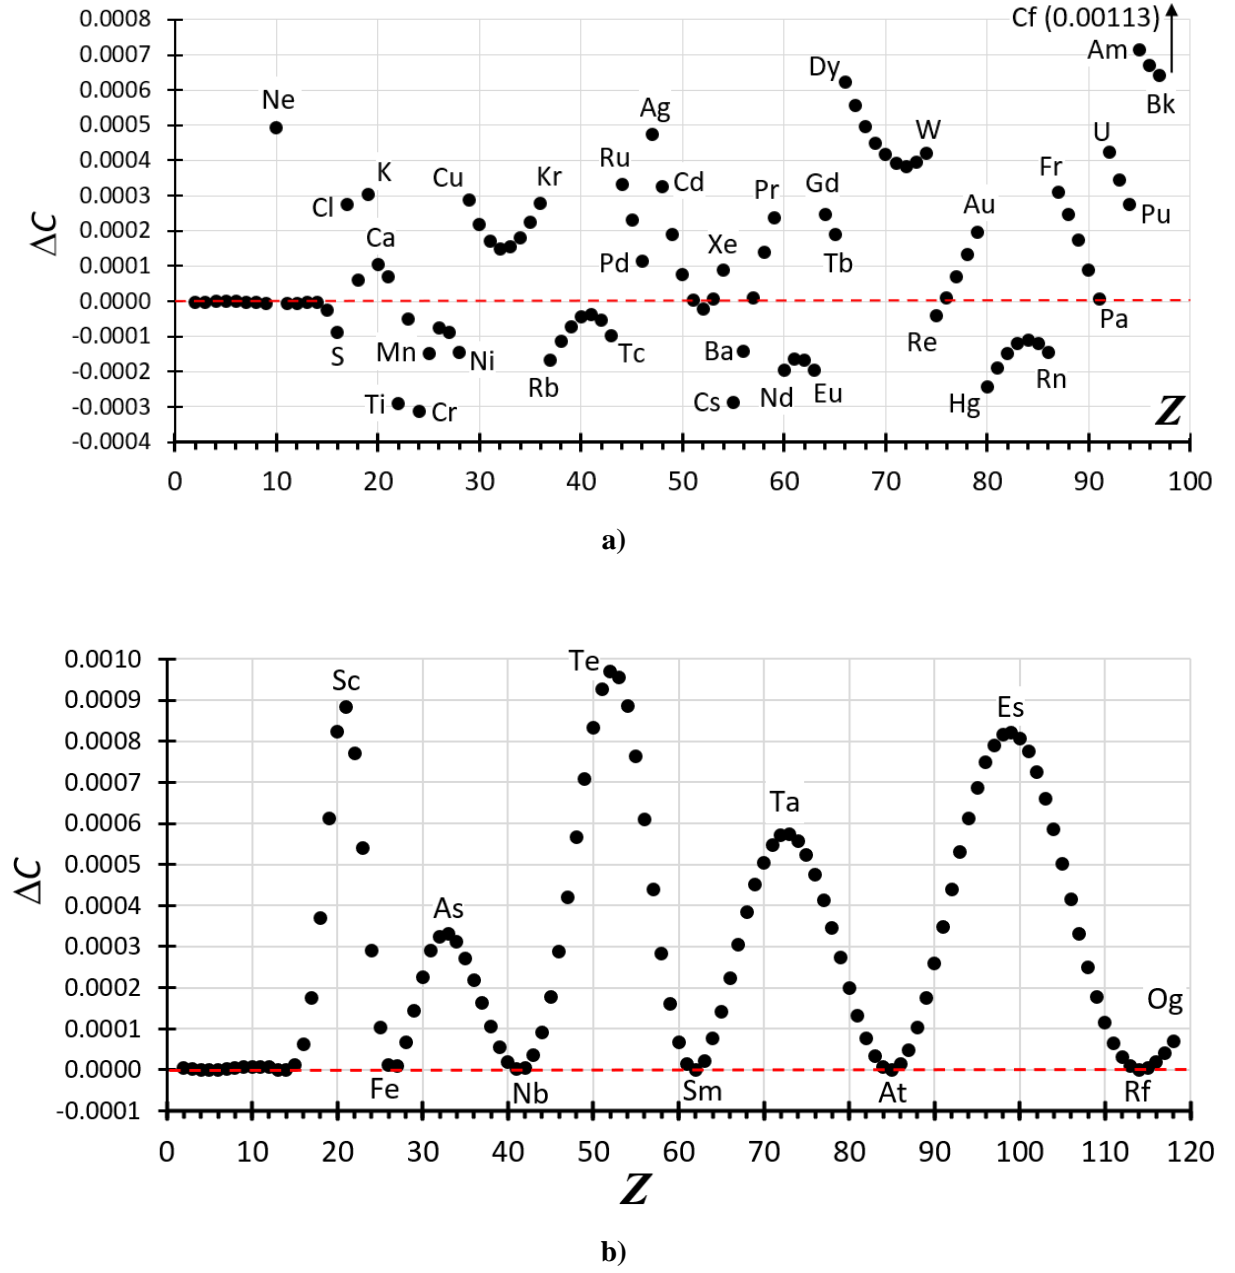 0.0008
0.0007
0.0006
0.0005
0.0004
0.0003
0.0002
0.0001
0.0000
-0.0001
-0.0002
-0.0003
-0.0004
ΔC
Cf (0.00113)
Am
Bk
Dy
Ne
Ag
W
U
K
Ru
Fr
Cu
Kr
Cd
Pr
Gd
Cl
Au
Pu
Ca
Xe
Pd
Tb
Pa
S
Mn
Ni
Tc
Ba
Re
Rb
Nd
Eu
Rn
Ti
Cr
Cs
Hg
Z
0 10 20 30 40 50 60 70 80 90 100
a)
0.0010
0.0009
0.0008
0.0007
0.0006
0.0005
0.0004
0.0003
0.0002
0.0001
0.0000
-0.0001
ΔC
Te
Sc
Es
Ta
As
Og
Fe
Nb
Sm
At
Rf
0 10 20 30 40 50 60 70 80 90 100 110 120
Z
b)